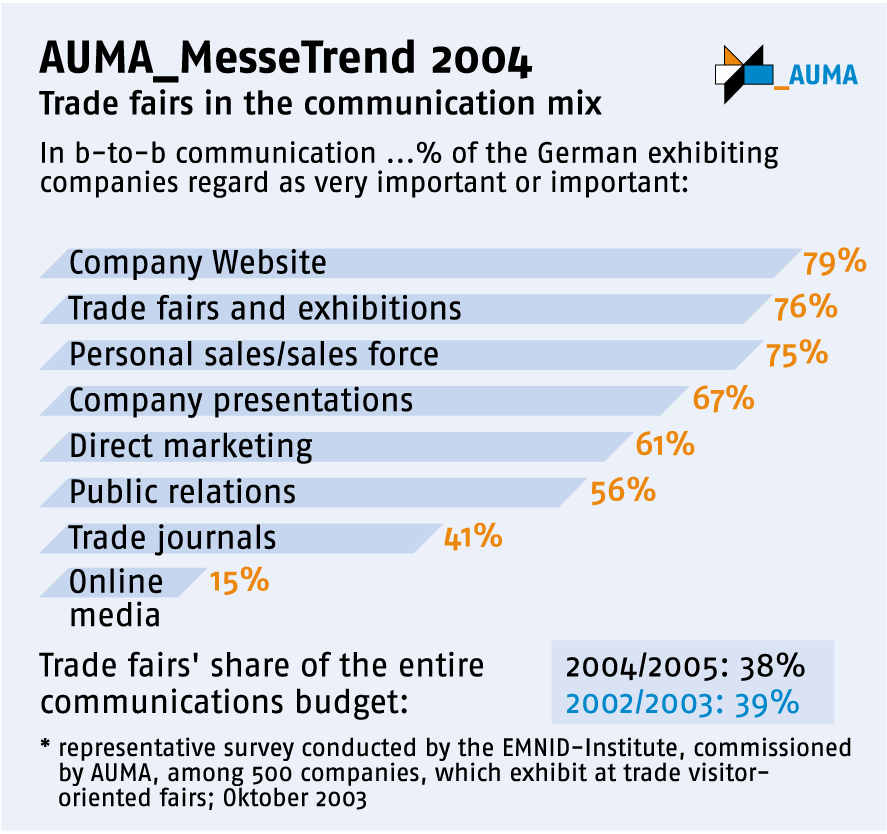 AUMA_MesseTrend 2004
_AUMA
Trade fairs in the communication mix
In b-to-b communication ...% of the German exhibiting
companies regard as very important or important:
Company Website 79%
Trade fairs and exhibitions 76%
Personal sales/sales force 75%
Company presentations 67%
Direct marketing 61%
Public relations 56%
Trade journals 41%
Online 15%
media
Trade fairs' share of the entire 2004/2005: 38%
communications budget: 2002/2003: 39%
* representative survey conducted by the EMNID-Institute, commissioned
by AUMA, among 500 companies, which exhibit at trade visitor-
oriented fairs; Oktober 2003